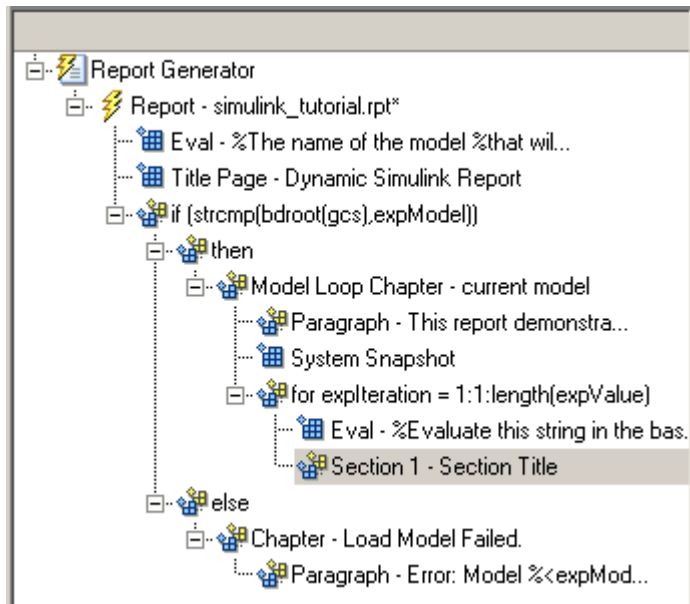 Report Generator
Report - simulink_tutorial.rpt*
Eval - %The name of the model %that wil...
Title Page - Dynamic Simulink Report
if (strcmp(bdroot(gcs),expModel))
then
Model Loop Chapter - current model
Paragraph - This report demonstra...
System Snapshot
for expIteration = 1:1:length(expValue)
Eval - %Evaluate this string in the bas.
Section 1 - Section Title
else
Chapter - Load Model Failed.
Paragraph - Error: Model %<expMod...